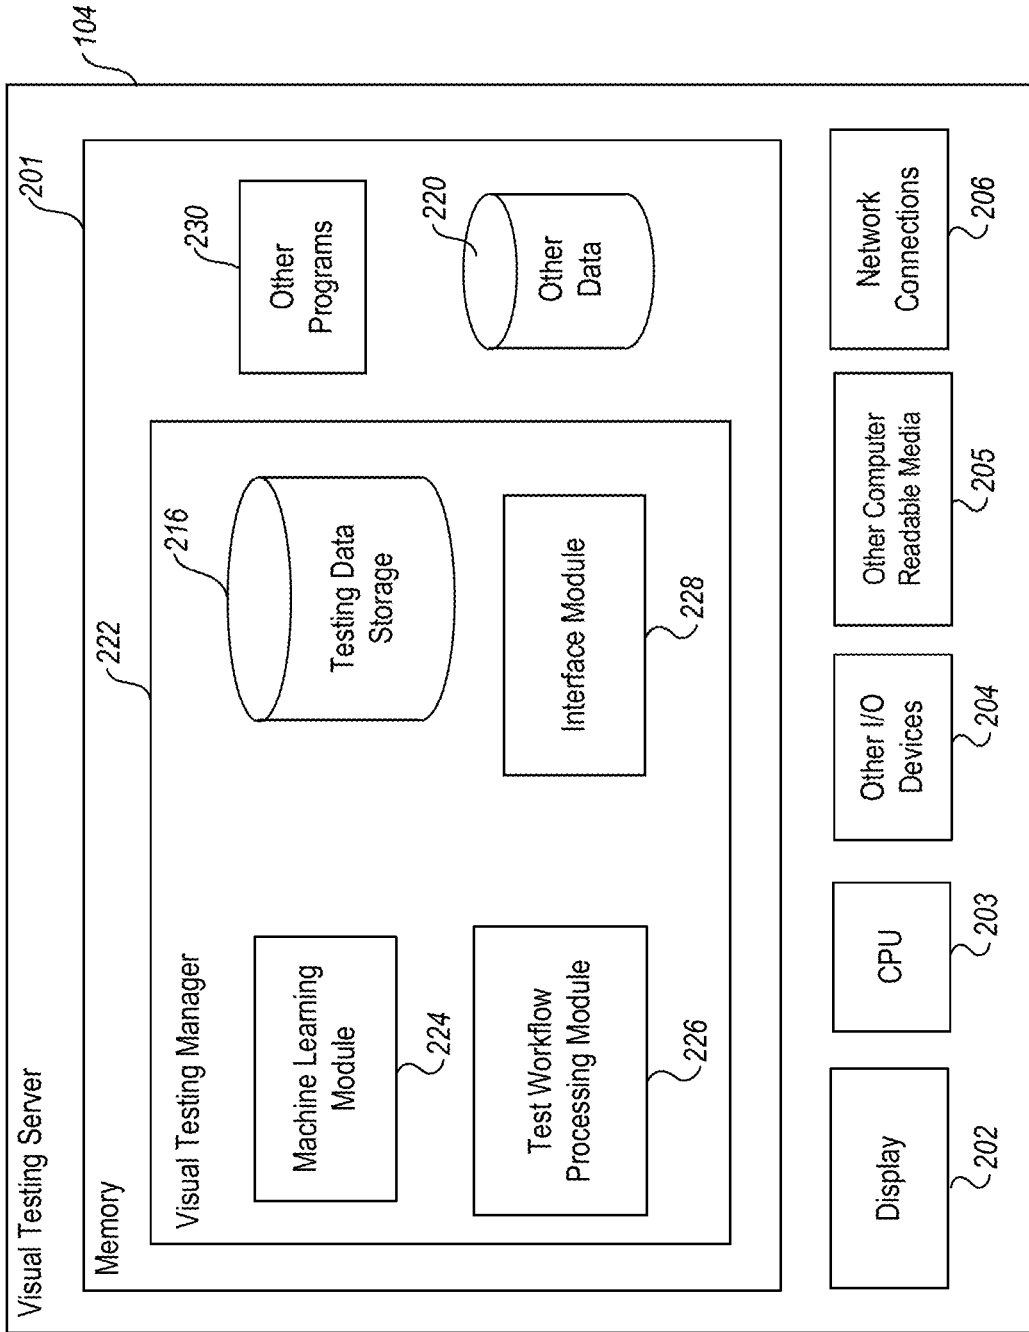 Visual Testing Server
104
Memory
201
Visual Testing Manager
222
Machine Learning
Module
224
Testing Data
Storage
216
Test Workflow
Processing Module
226
Interface Module
228
Other
Programs
230
Other
Data
220
Display
202
CPU
203
Other I/O
Devices
204
Other Computer
Readable Media
205
Network
Connections
206